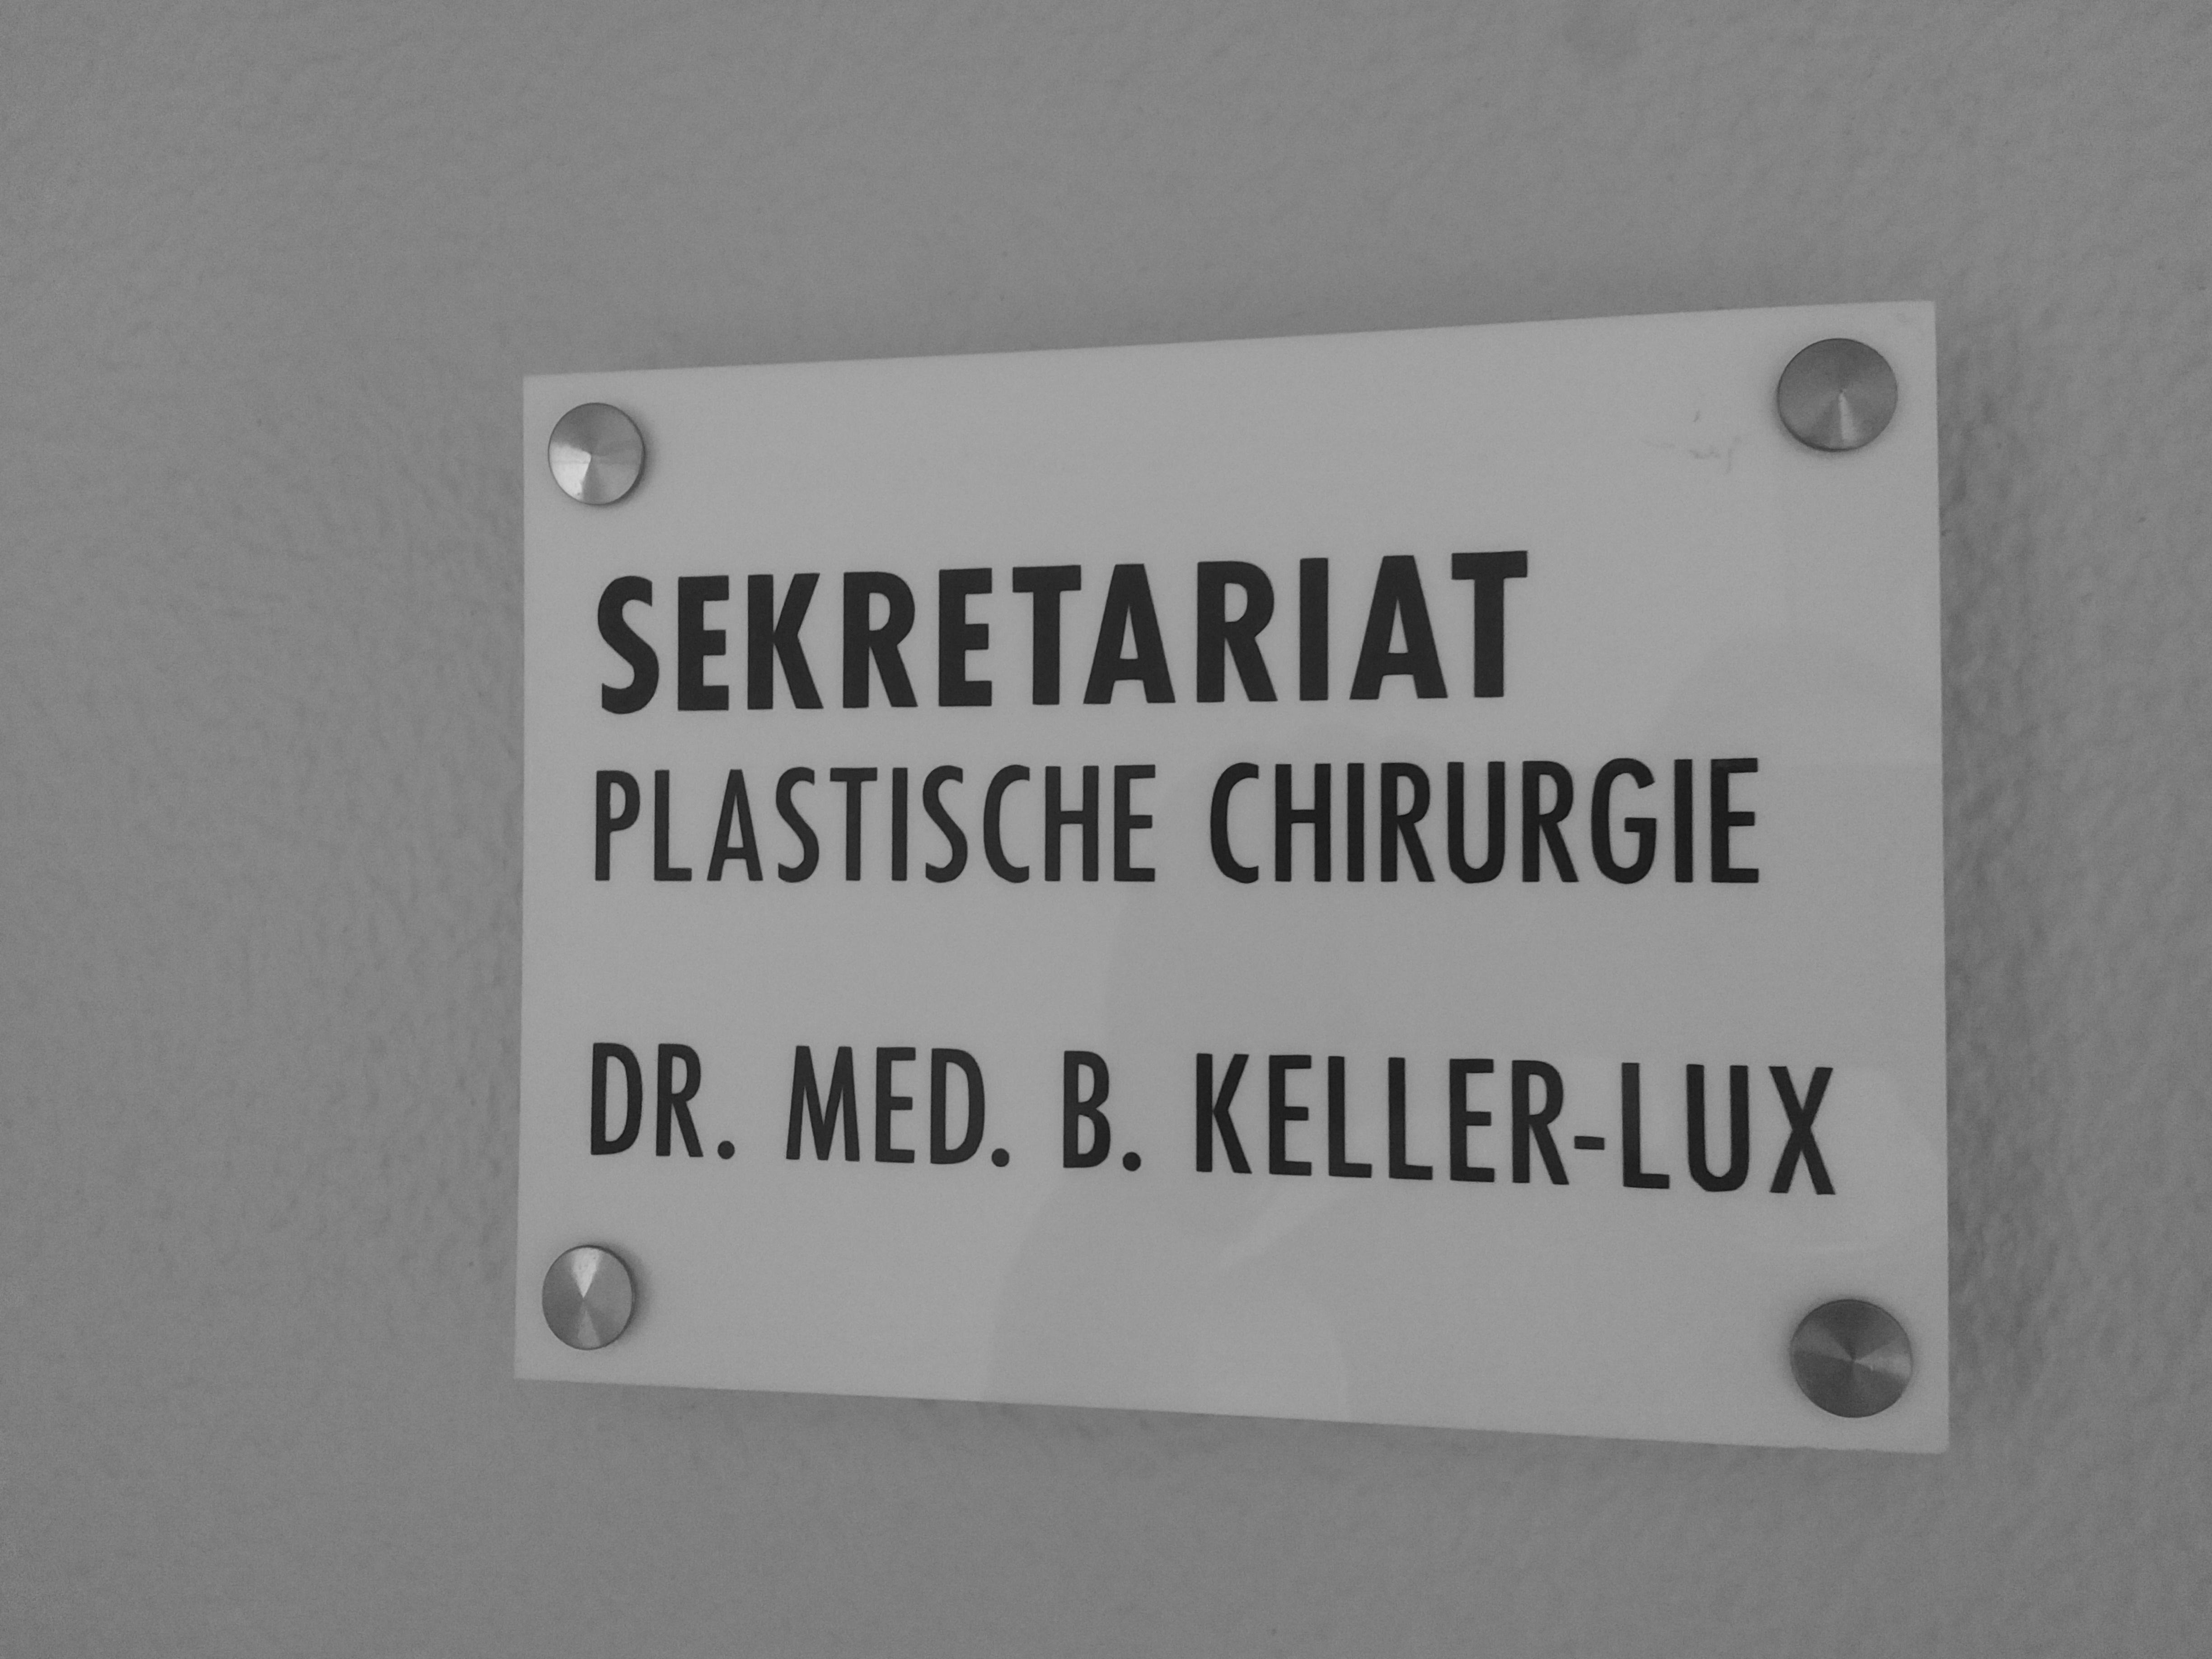 SEKRETARIAT
PLASTISCHE CHIRURGIE
DR. MED. B. KELLER-LUX